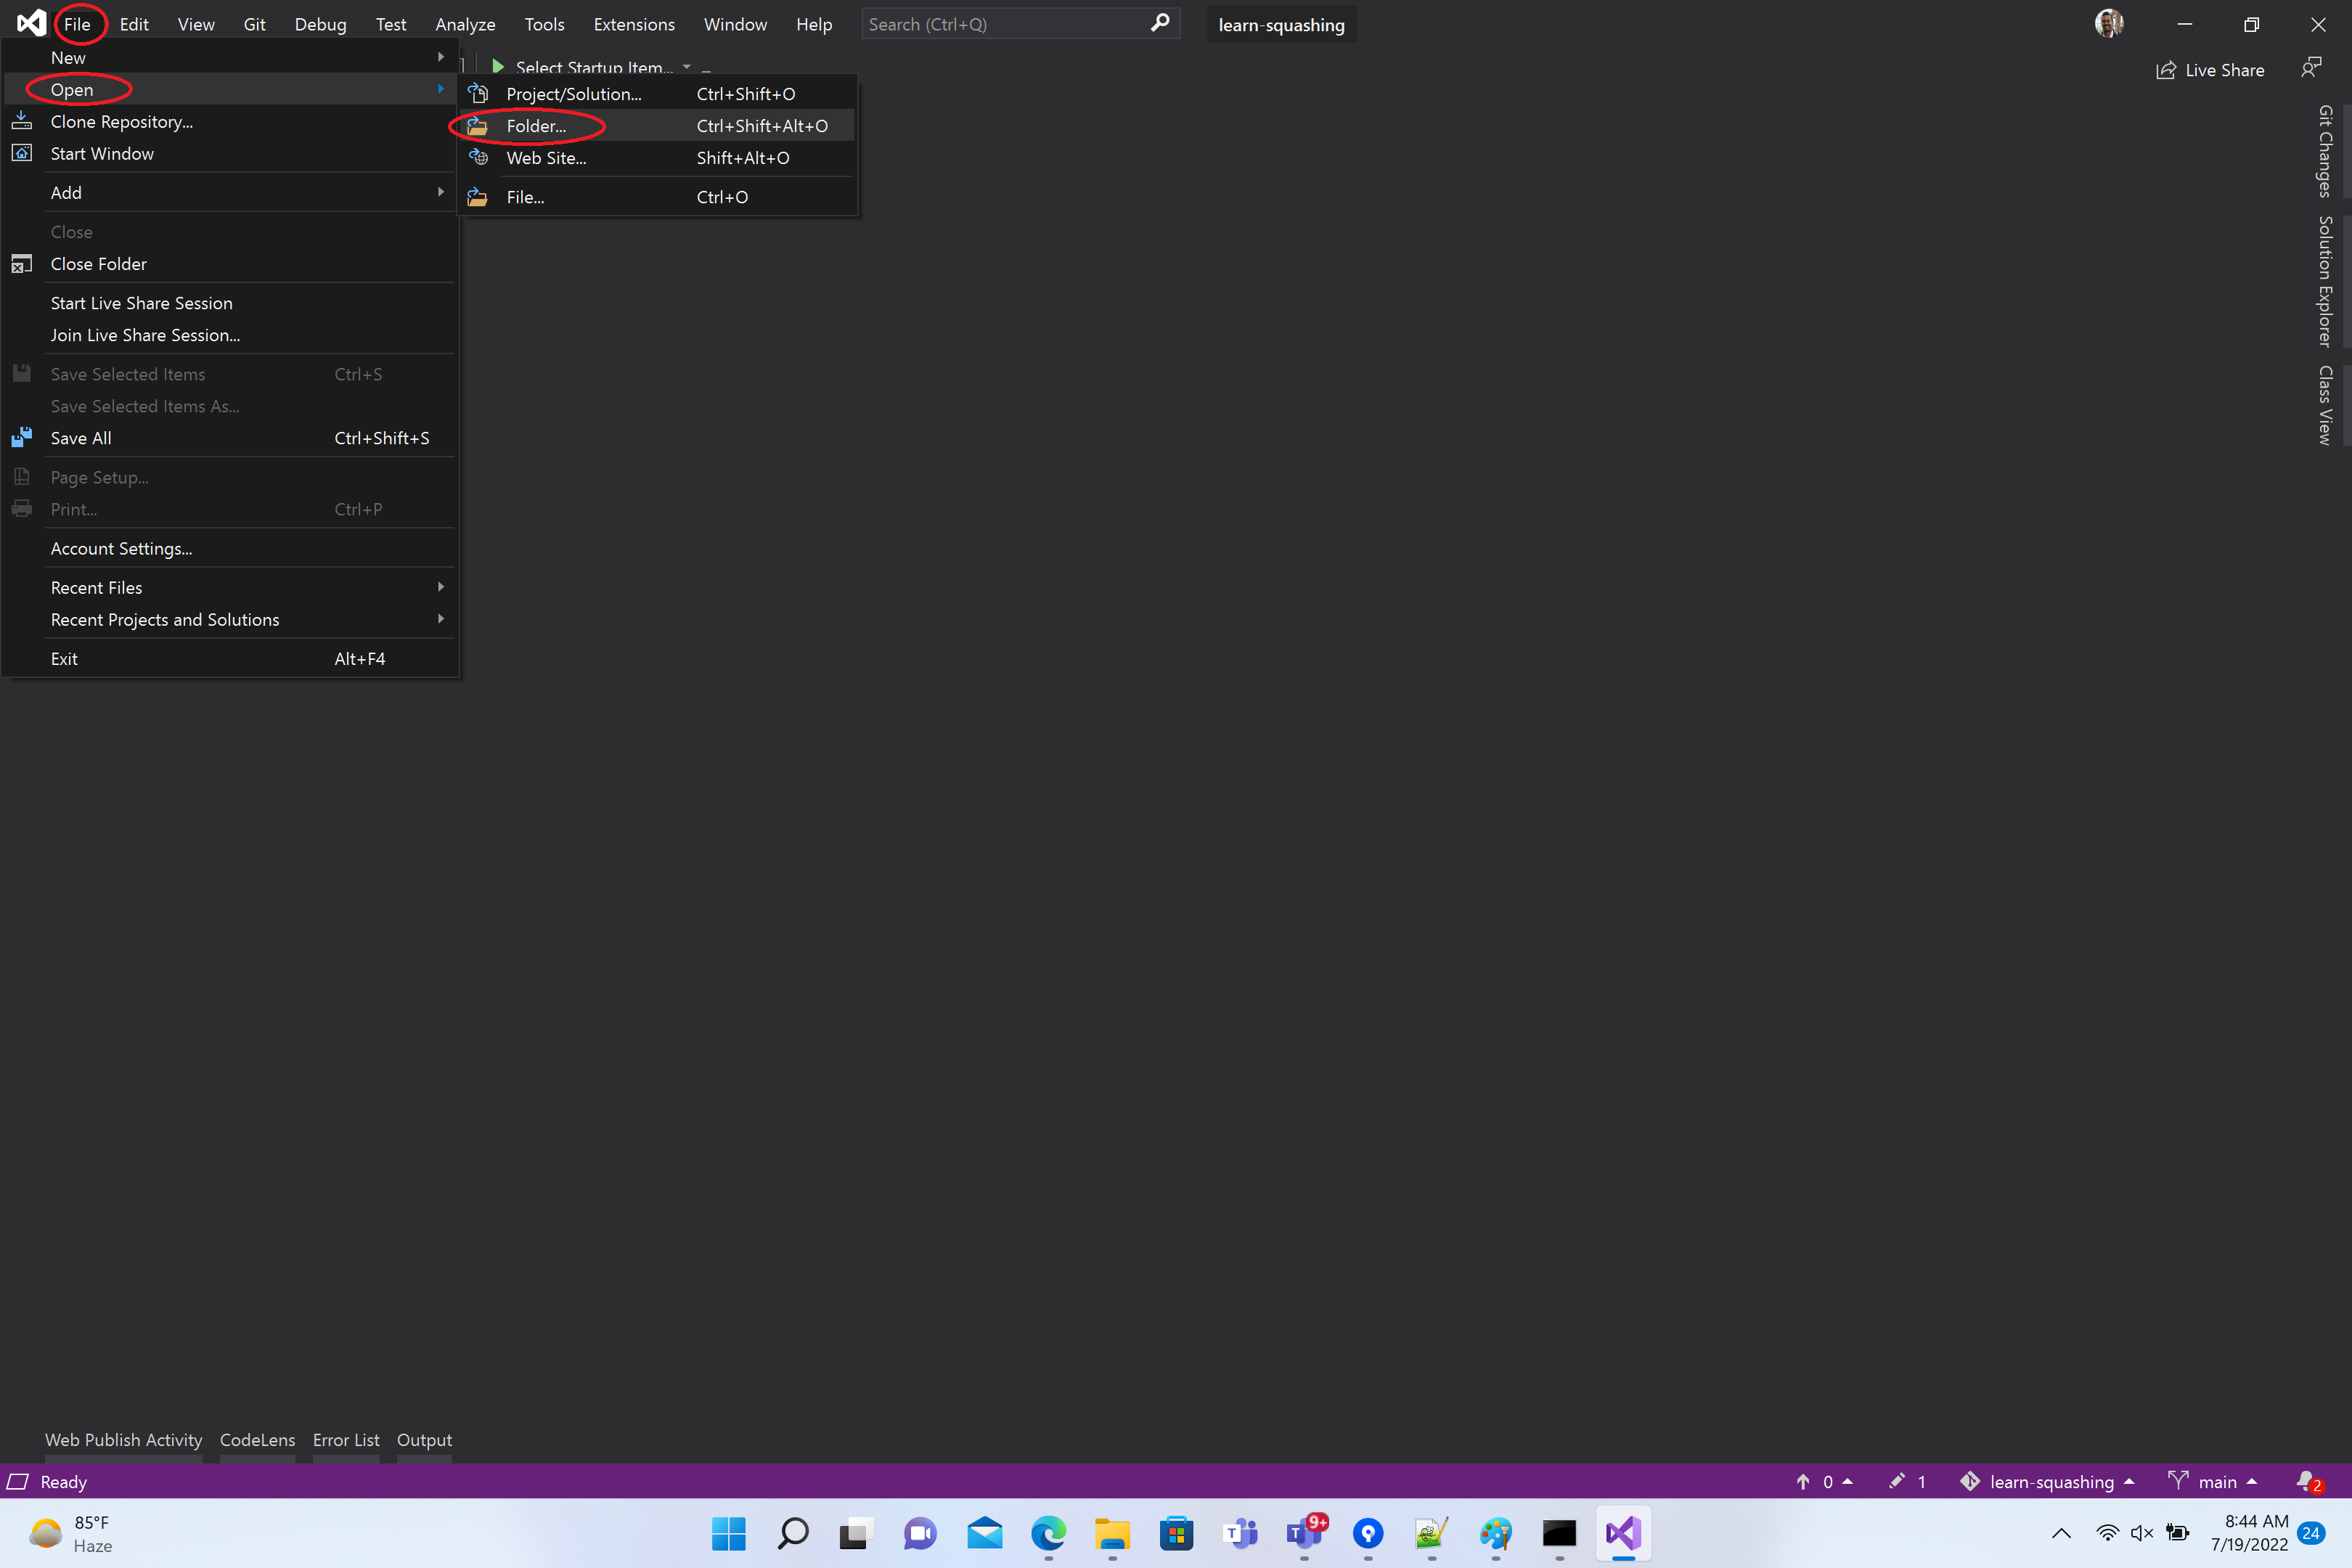 File Edit View Git Debug Test Analyze Tools Extensions Window Help Search (Ctrl+Q) learn-squashing
Select Startup Item...
Live Share
New
Open
Clone Repository...
Start Window
Add
Close
Close Folder
Start Live Share Session
Join Live Share Session...
Save Selected Items Ctrl+S
Save Selected Items As...
Save All Ctrl+Shift+S
Page Setup...
Print... Ctrl+P
Account Settings...
Recent Files
Recent Projects and Solutions
Exit Alt+F4
Project/Solution... Ctrl+Shift+O
Folder... Ctrl+Shift+Alt+O
Web Site... Shift+Alt+O
File... Ctrl+O
Git Changes
Solution Explorer
Class View
Web Publish Activity CodeLens Error List Output
Ready 0 1 learn-squashing main 2
85°F
Haze
T T 9+
8:44 AM
7/19/2022 24